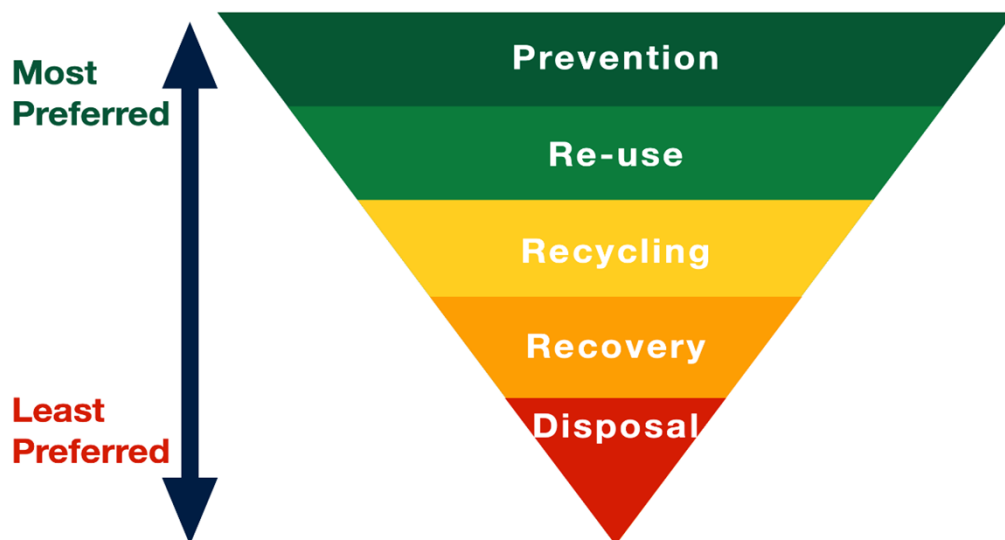 Most
Preferred
Prevention
Re-use
Recycling
Recovery
Disposal
Least
Preferred